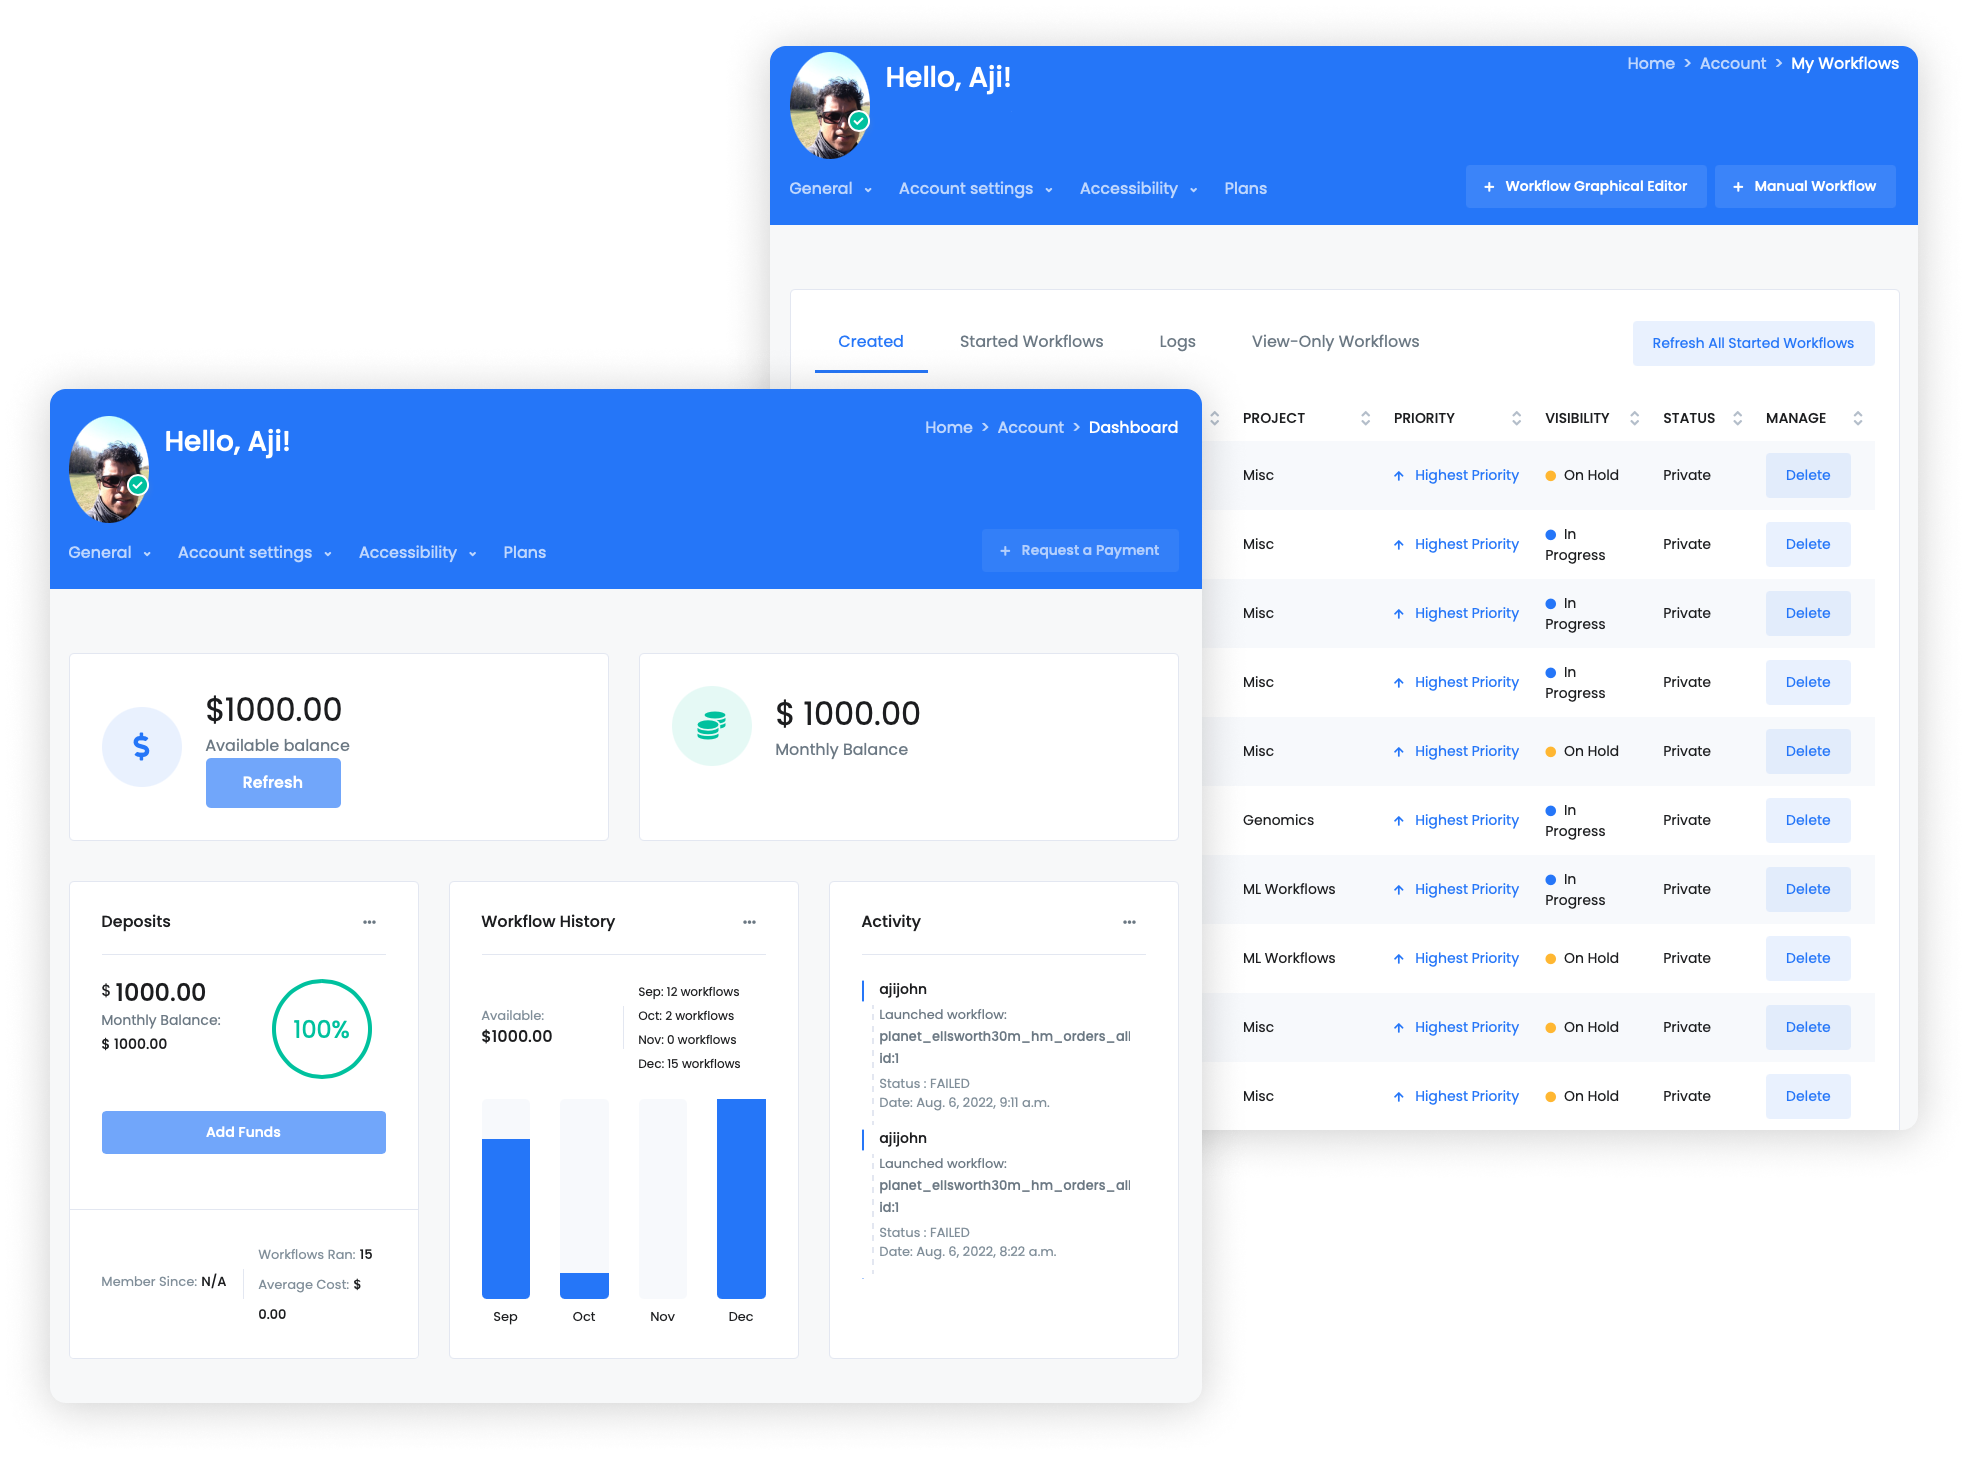 Hello, Aji!
Home > Account > My Workflows
General
Account settings
Accessibility
Plans
+ Workflow Graphical Editor
+ Manual Workflow
Created
Started Workflows
Logs
View-Only Workflows
Refresh All Started Workflows
PROJECT PRIORITY VISIBILITY STATUS MANAGE
Misc Highest Priority On Hold Private Delete
Misc Highest Priority In
Progress Private Delete
Misc Highest Priority In
Progress Private Delete
Misc Highest Priority In
Progress Private Delete
Misc Highest Priority On Hold Private Delete
Genomics Highest Priority In
Progress Private Delete
ML Workflows Highest Priority In
Progress Private Delete
ML Workflows Highest Priority On Hold Private Delete
Misc Highest Priority On Hold Private Delete
Misc Highest Priority On Hold Private Delete
Hello, Aji!
Home > Account > Dashboard
General
Account settings
Accessibility
Plans
+ Request a Payment
$
$1000.00
Available balance
Refresh
$ 1000.00
Monthly Balance
Deposits
$ 1000.00
Monthly Balance:
$ 1000.00
100%
Add Funds
Member Since: N/A
Workflows Ran: 15
Average Cost: $
0.00
Workflow History
Available:
$1000.00
Sep: 12 workflows
Oct: 2 workflows
Nov: 0 workflows
Dec: 15 workflows
Sep
Oct
Nov
Dec
Activity
ajijohn
Launched workflow:
planet_ellsworth30m_hm_orders_all
id:1
Status : FAILED
Date: Aug. 6, 2022, 9:11 a.m.
ajijohn
Launched workflow:
planet_ellsworth30m_hm_orders_all
id:1
Status : FAILED
Date: Aug. 6, 2022, 8:22 a.m.